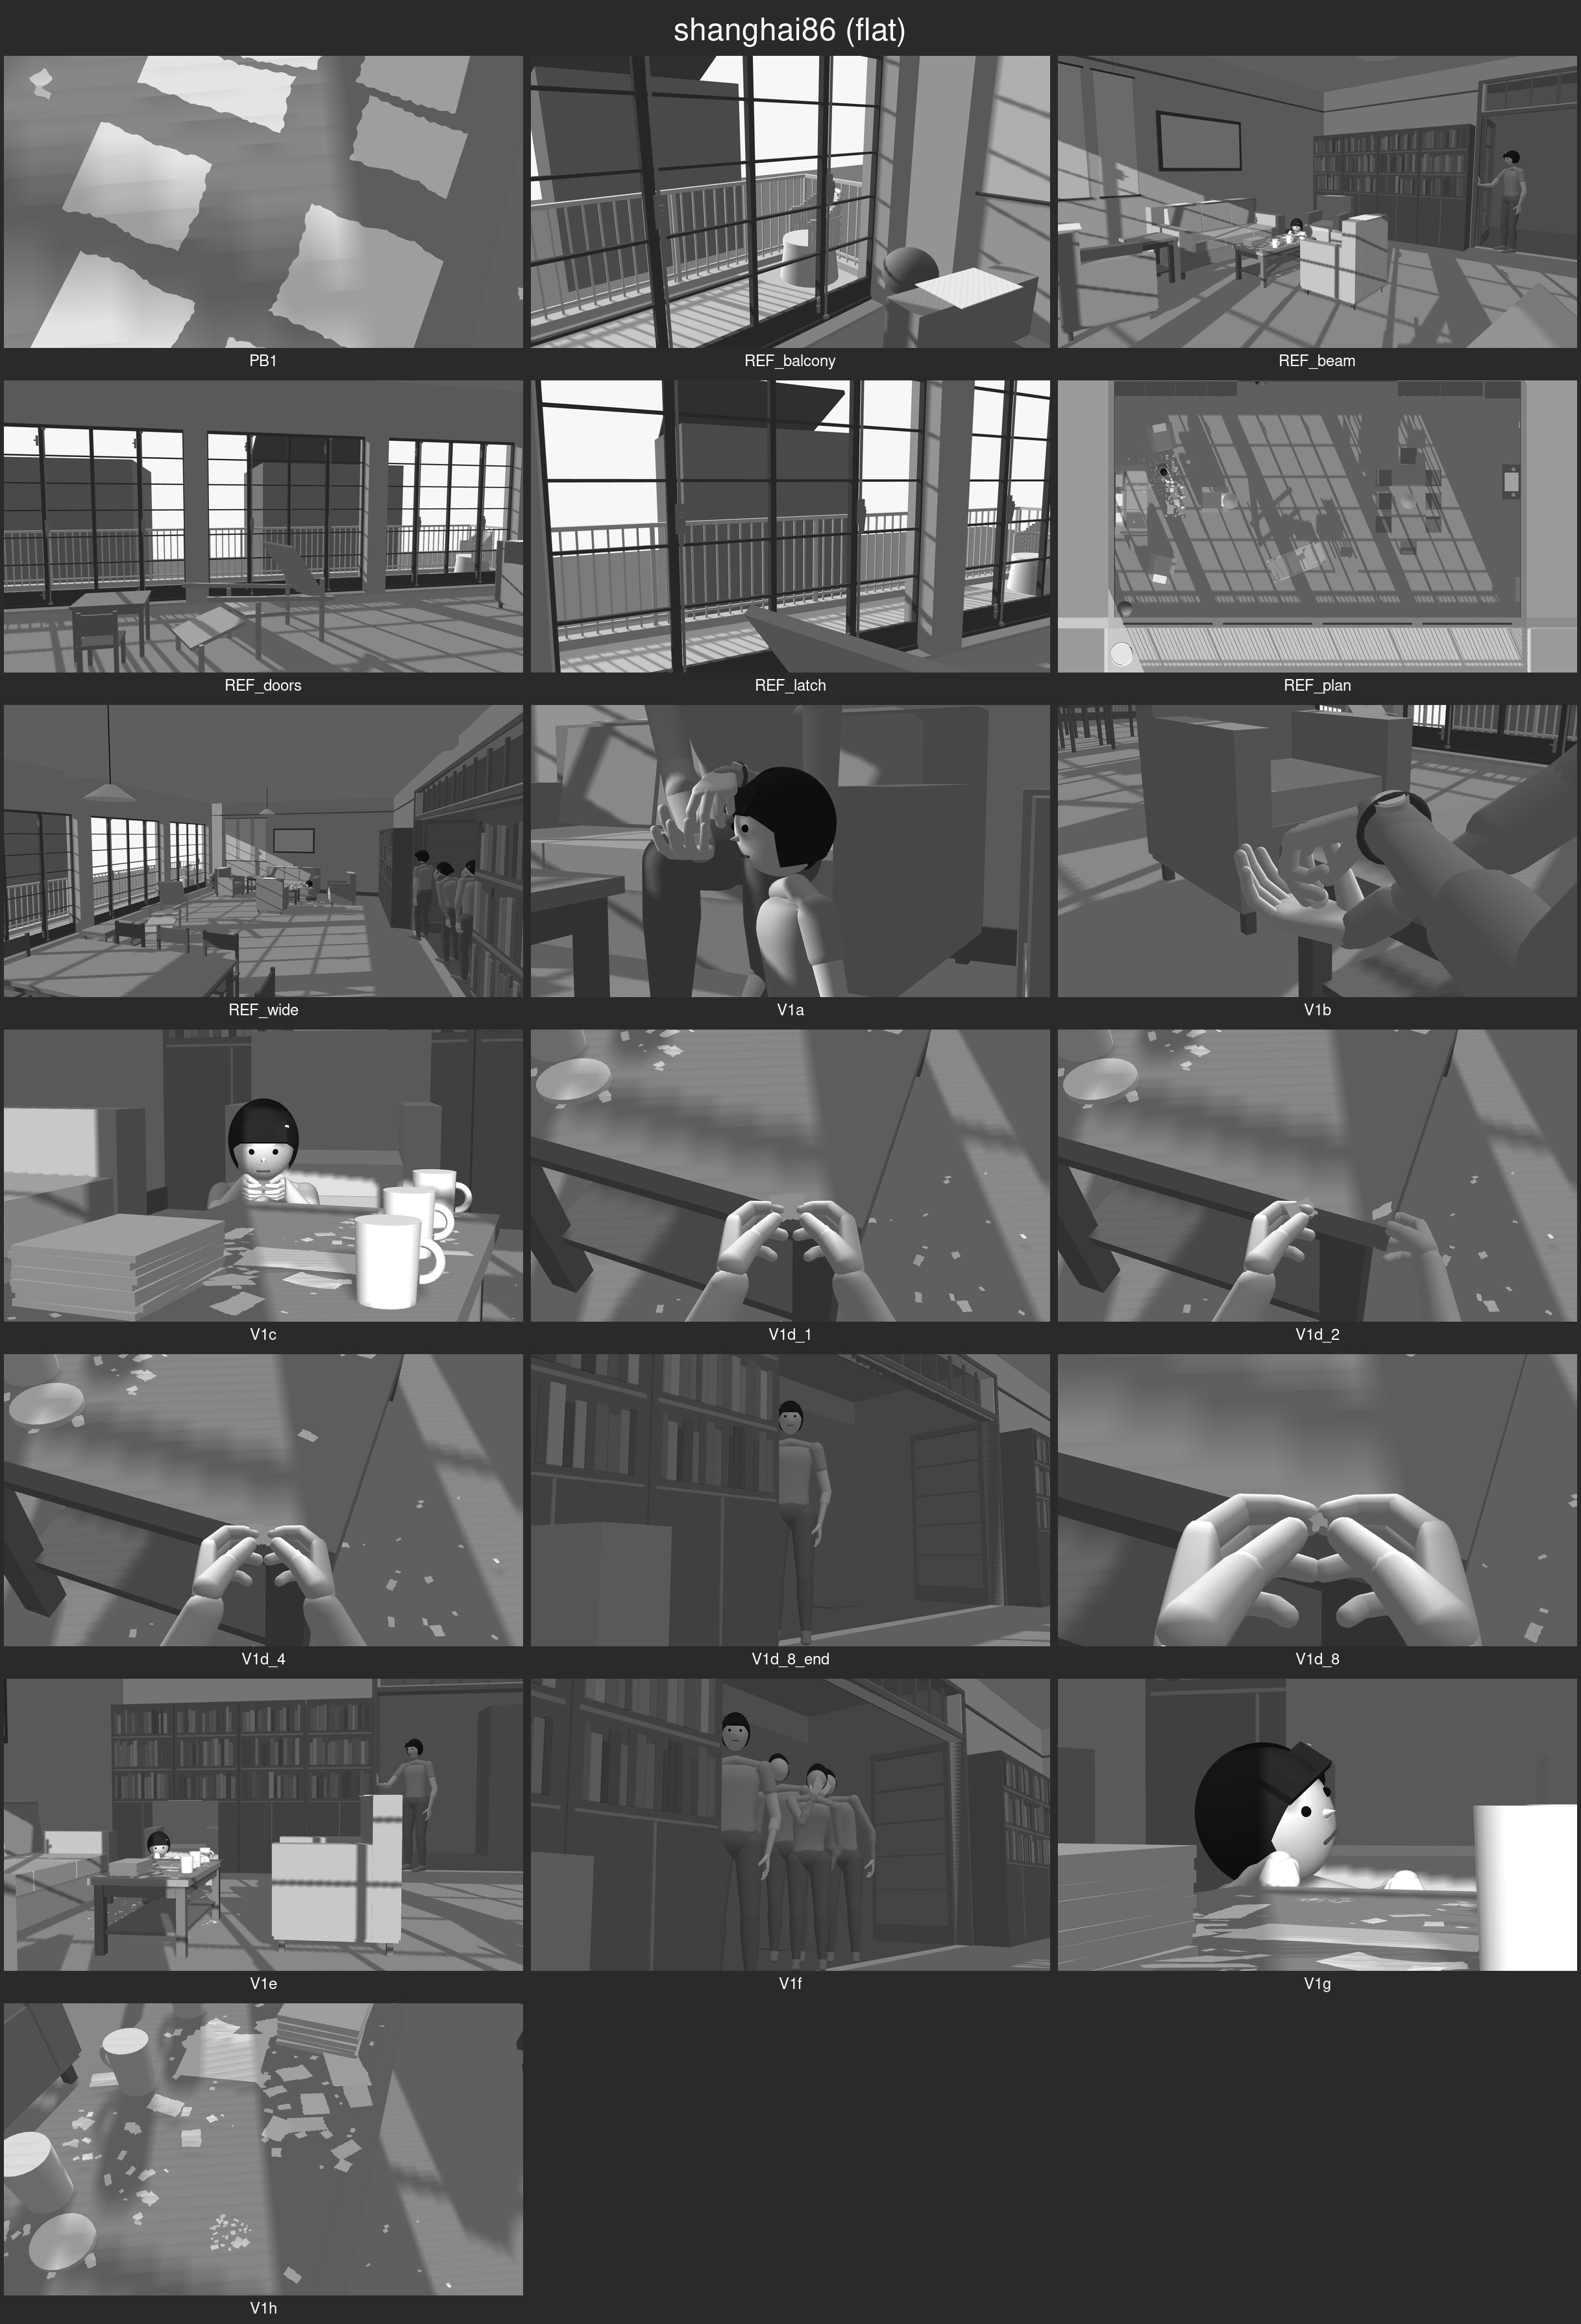 shanghai86 (flat)
PB1
REF_balcony
REF_beam
REF_doors
REF_latch
REF_plan
REF_wide
V1a
V1b
V1c
V1d_1
V1d_2
V1d_4
V1d_8_end
V1d_8
V1e
V1f
V1g
V1h